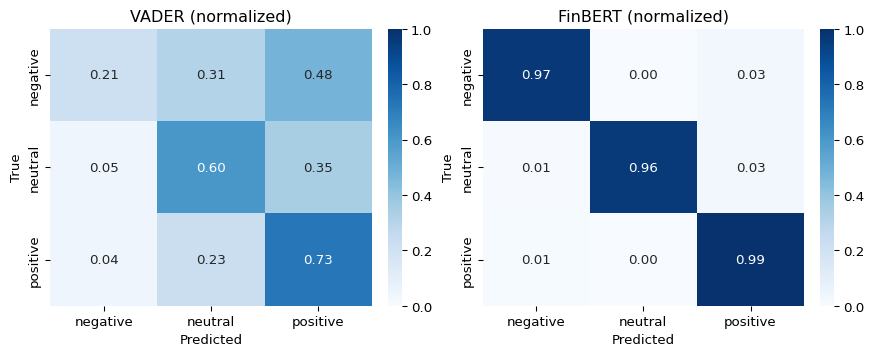 VADER (normalized)
True
negative
neutral
positive
0.21 0.31 0.48
0.05 0.60 0.35
0.04 0.23 0.73
negative neutral positive
Predicted
1.0
0.8
0.6
0.4
0.2
0.0
FinBERT (normalized)
True
negative
neutral
positive
0.97 0.00 0.03
0.01 0.96 0.03
0.01 0.00 0.99
negative neutral positive
Predicted
1.0
0.8
0.6
0.4
0.2
0.0